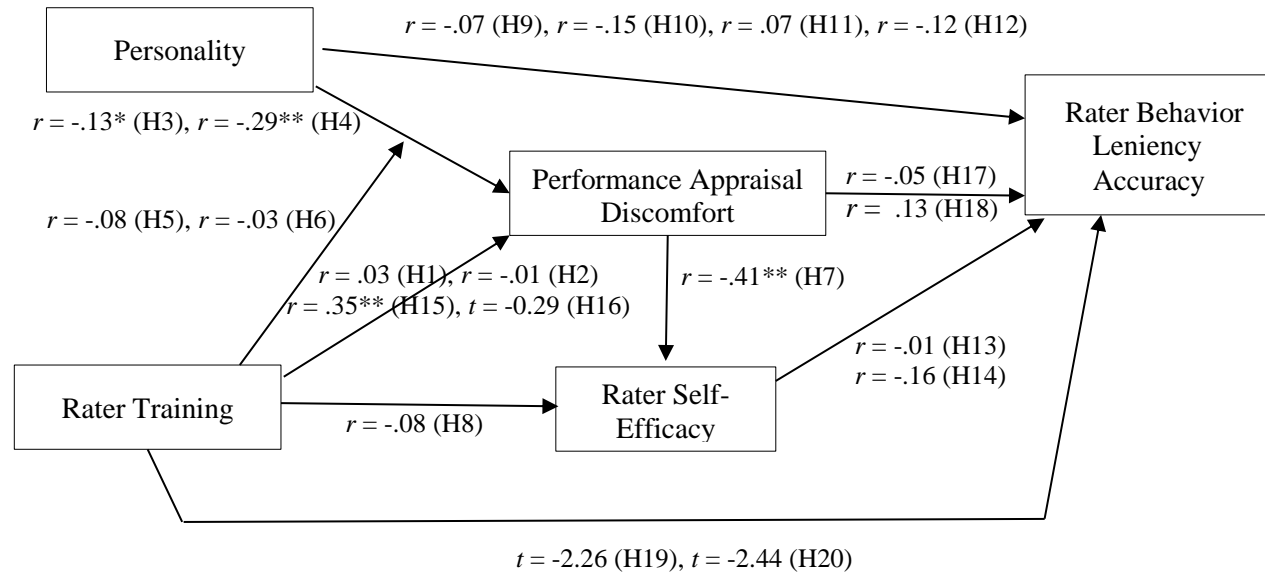 r = -.07 (H9), r = -.15 (H10), r = .07 (H11), r = -.12 (H12)
Personality
Rater Behavior
Leniency
Accuracy
r = -.13* (H3), r = -.29** (H4)
Performance Appraisal
Discomfort
r = -.05 (H17)
r = .13 (H18)
r = -.08 (H5), r = -.03 (H6)
r = .03 (H1), r = -.01 (H2)
r = .35** (H15), t = -0.29 (H16)
r = -.41** (H7)
r = -.01 (H13)
r = -.16 (H14)
Rater Training
Rater Self-
Efficacy
r = -.08 (H8)
t = -2.26 (H19), t = -2.44 (H20)